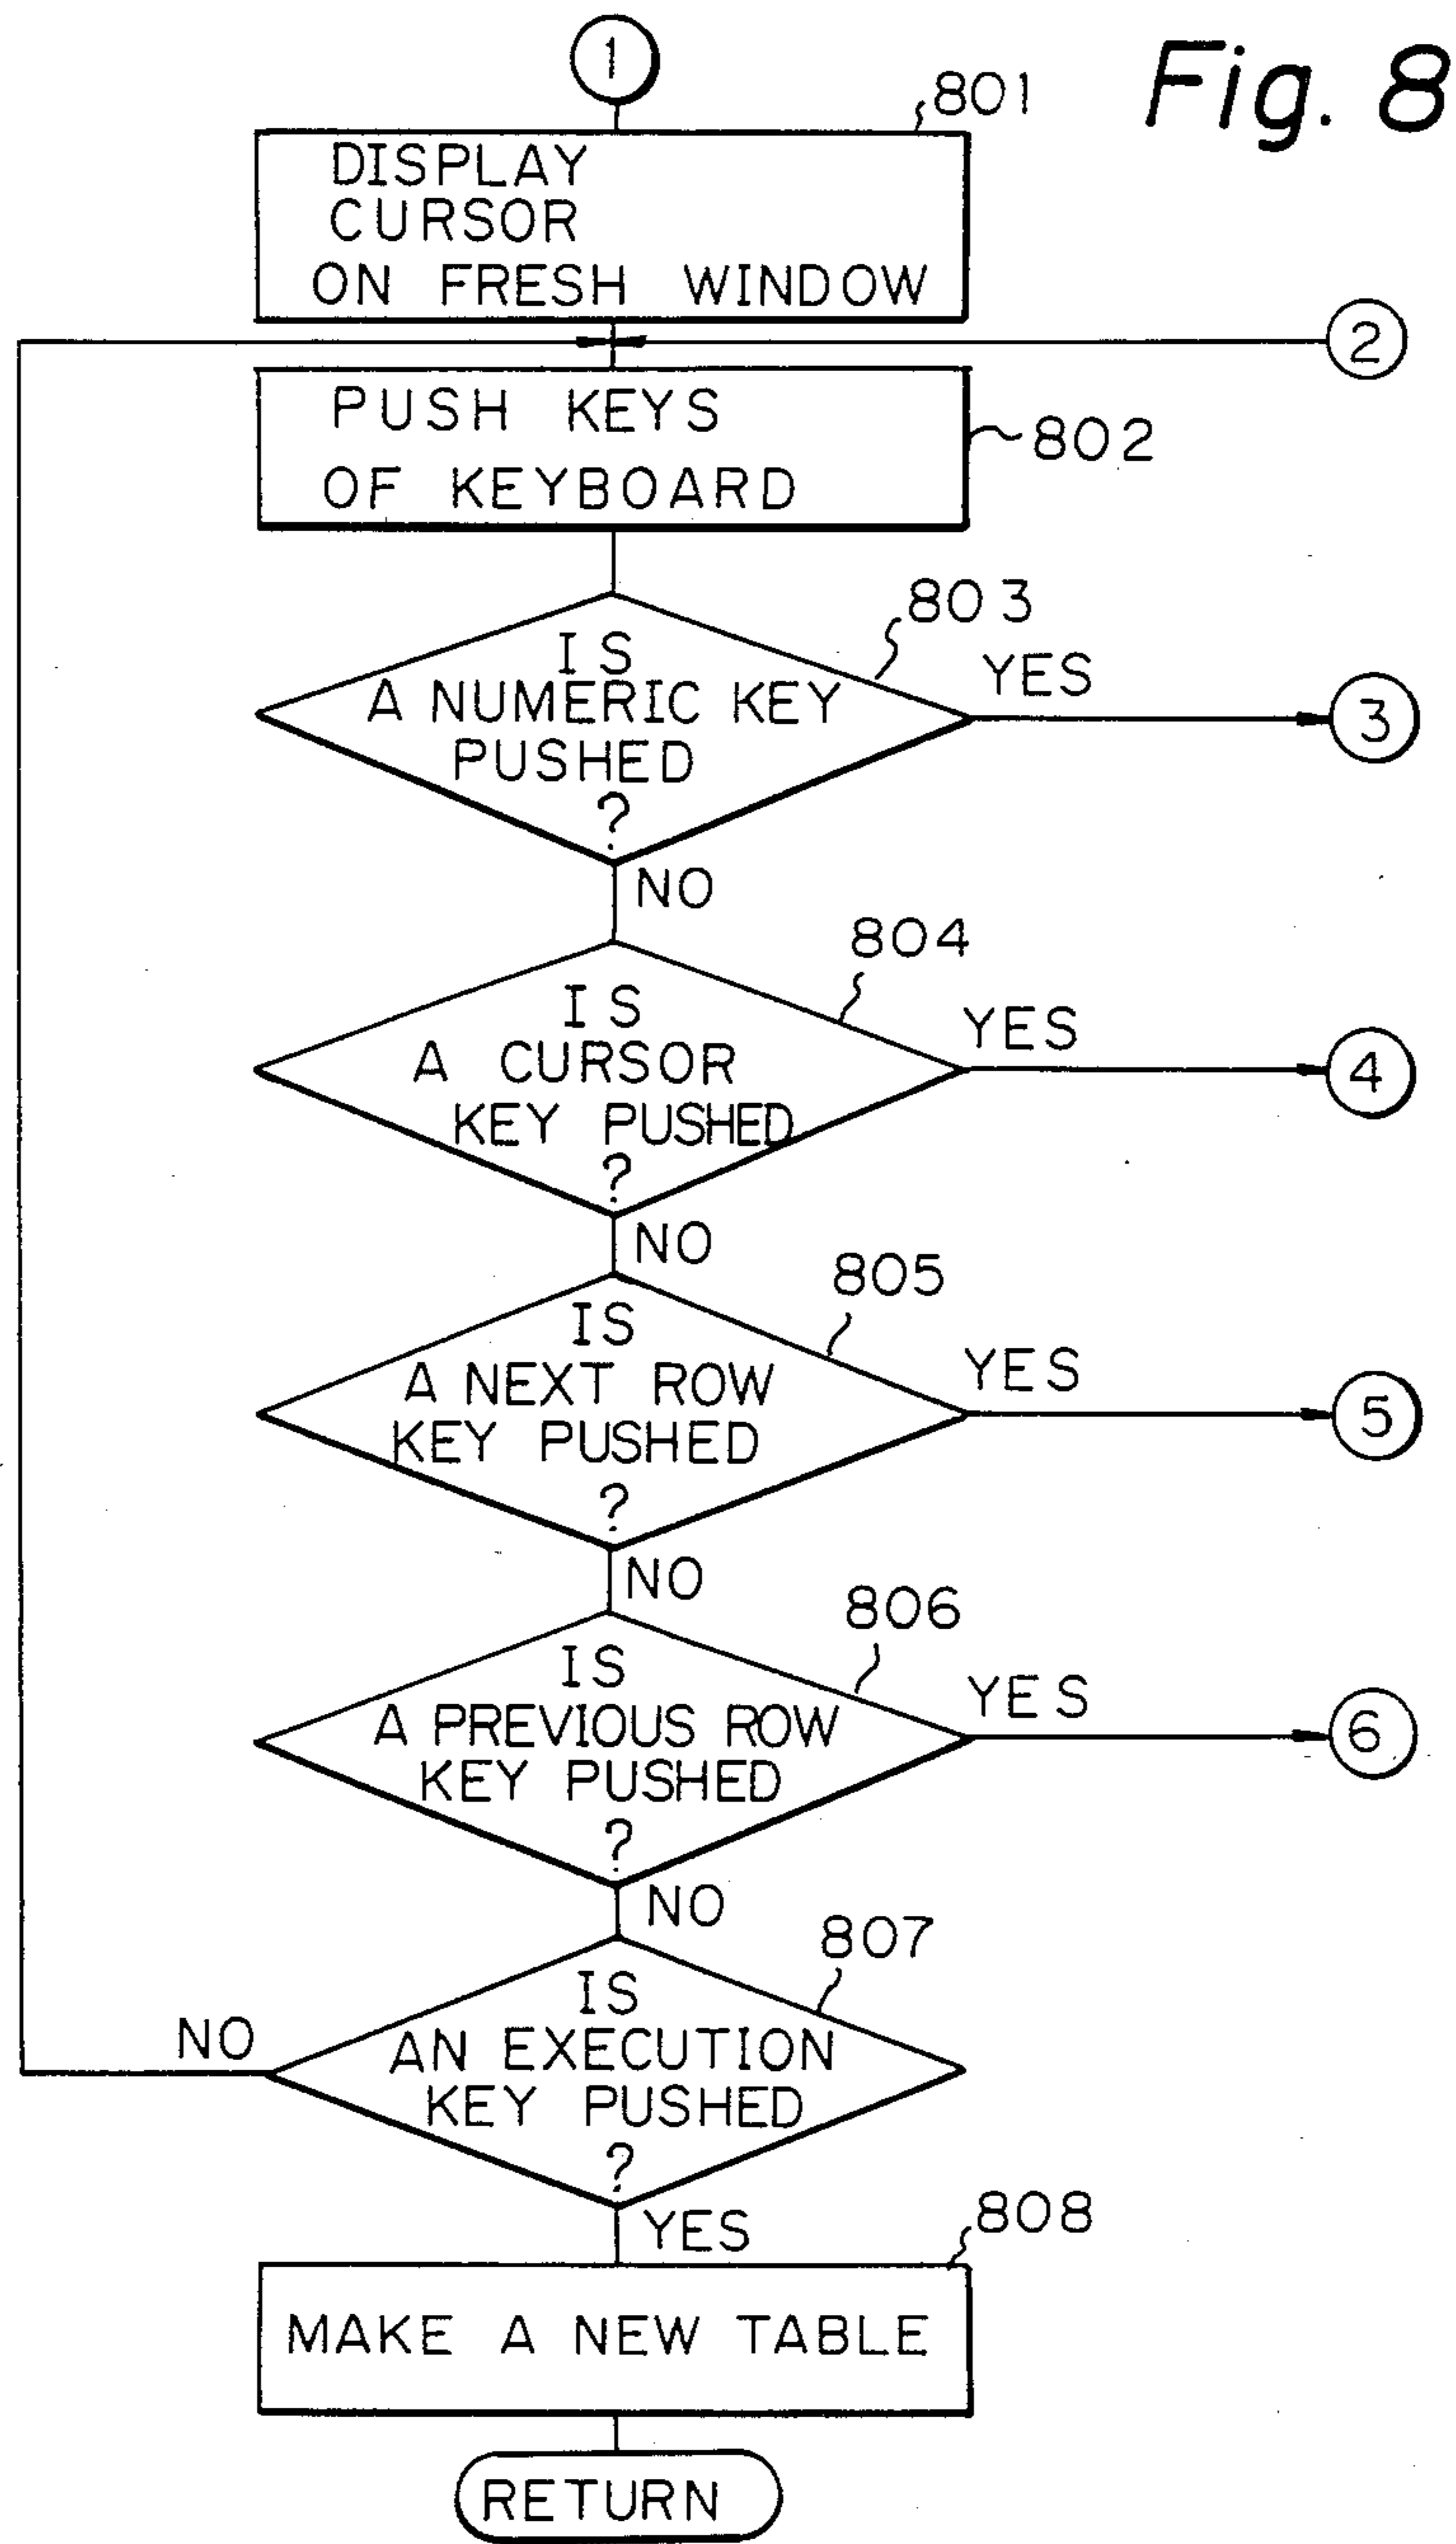 Fig. 8
1
801
DISPLAY
CURSOR
ON FRESH WINDOW
2
PUSH KEYS
OF KEYBOARD
802
803
IS
A NUMERIC KEY
PUSHED
?
YES
3
NO
804
IS
A CURSOR
KEY PUSHED
?
YES
4
NO
805
IS
A NEXT ROW
KEY PUSHED
?
YES
5
NO
806
IS
A PREVIOUS ROW
KEY PUSHED
?
YES
6
NO
807
IS
AN EXECUTION
KEY PUSHED
?
NO
YES
808
MAKE A NEW TABLE
RETURN